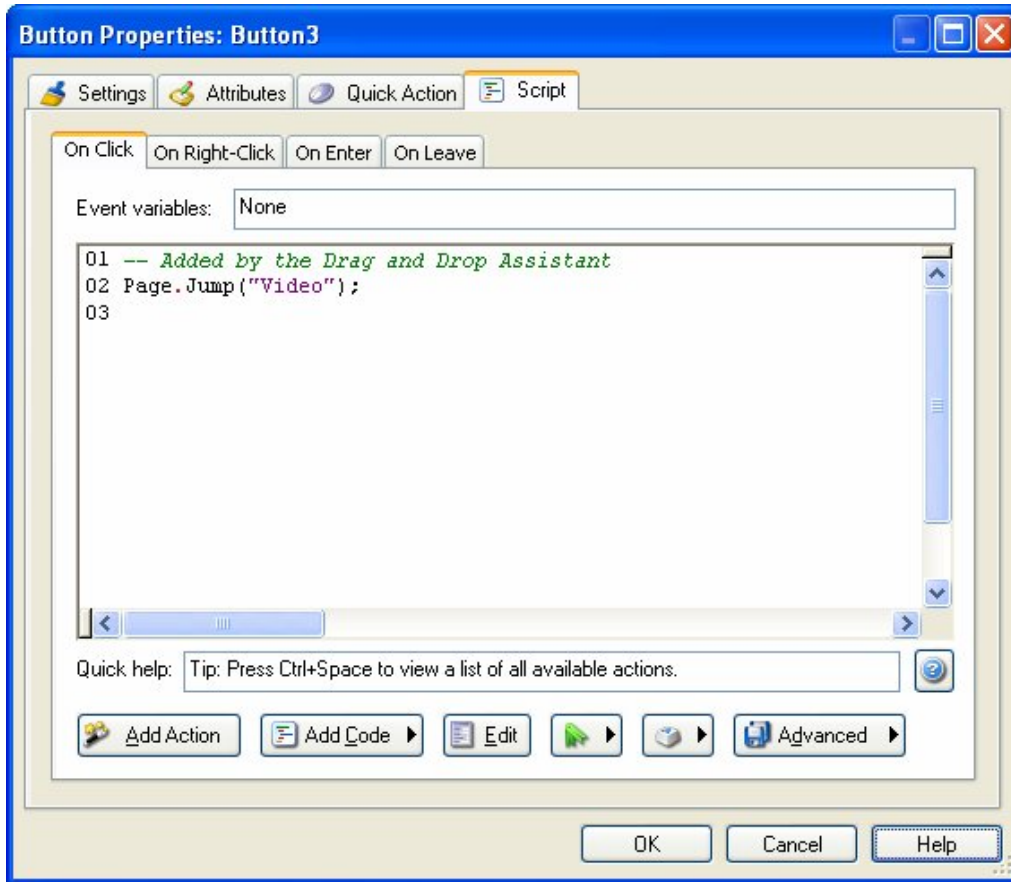 Button Properties: Button3
Settings Attributes Quick Action Script
On Click On Right-Click On Enter On Leave
Event variables: None
01 -- Added by the Drag and Drop Assistant
02 Page.Jump("Video");
03
Quick help: Tip: Press Ctrl+Space to view a list of all available actions.
Add Action Add Code Edit Advanced
OK Cancel Help